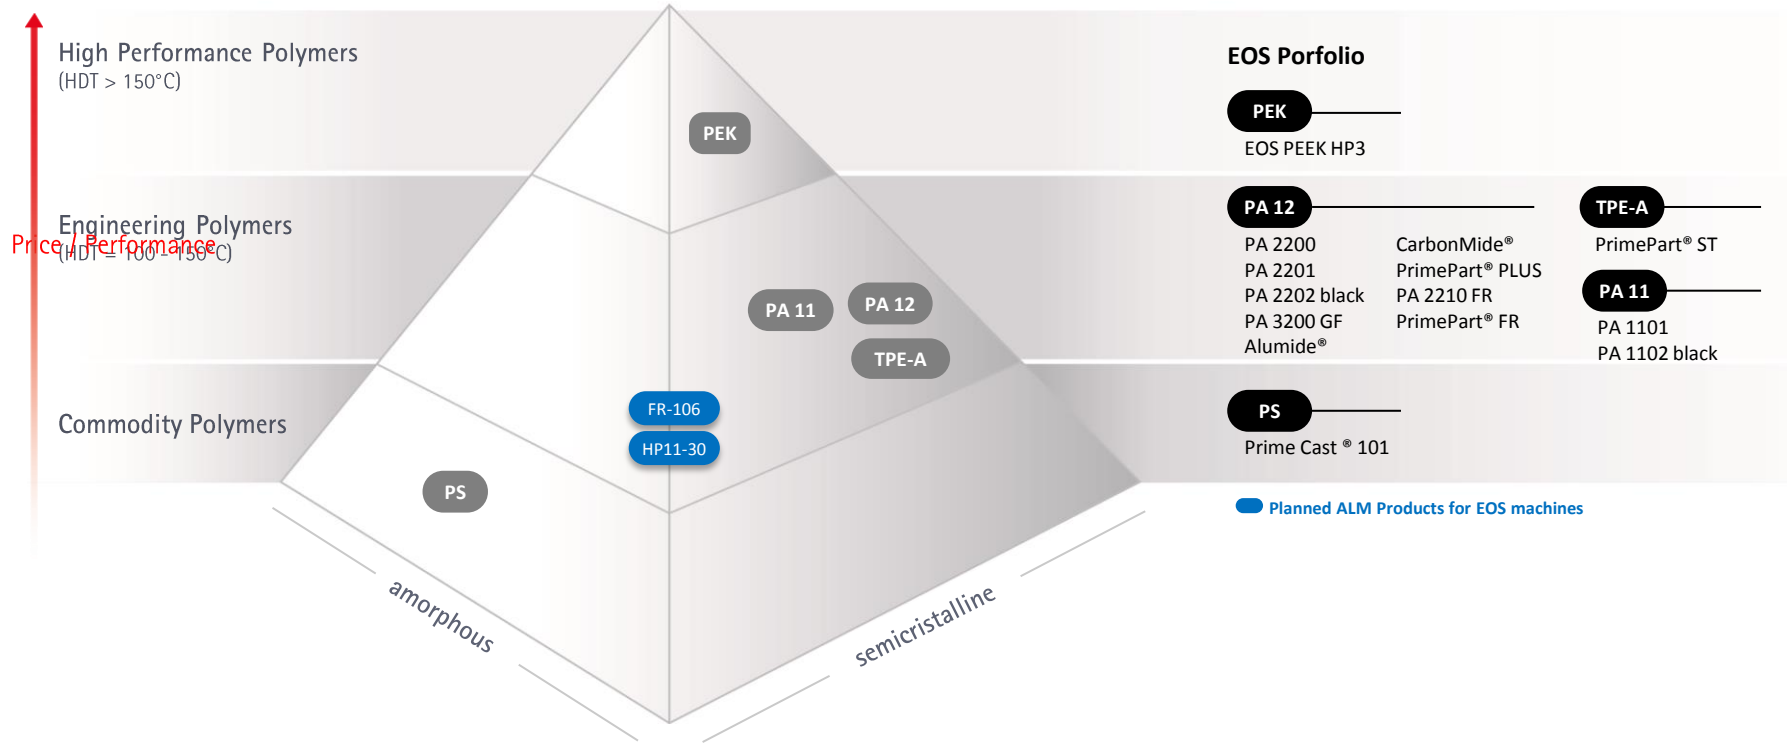 High Performance Polymers
(HDT > 150°C)
Engineering Polymers
(HDT = 100 - 150°C)
Price / Performance
Commodity Polymers
PEK
PA 11
PA 12
TPE-A
FR-106
HP11-30
PS
amorphous
semicristalline
EOS Porfolio
PEK
EOS PEEK HP3
PA 12
PA 2200
PA 2201
PA 2202 black
PA 3200 GF
Alumide®
CarbonMide®
PrimePart® PLUS
PA 2210 FR
PrimePart® FR
TPE-A
PrimePart® ST
PA 11
PA 1101
PA 1102 black
PS
Prime Cast ® 101
Planned ALM Products for EOS machines